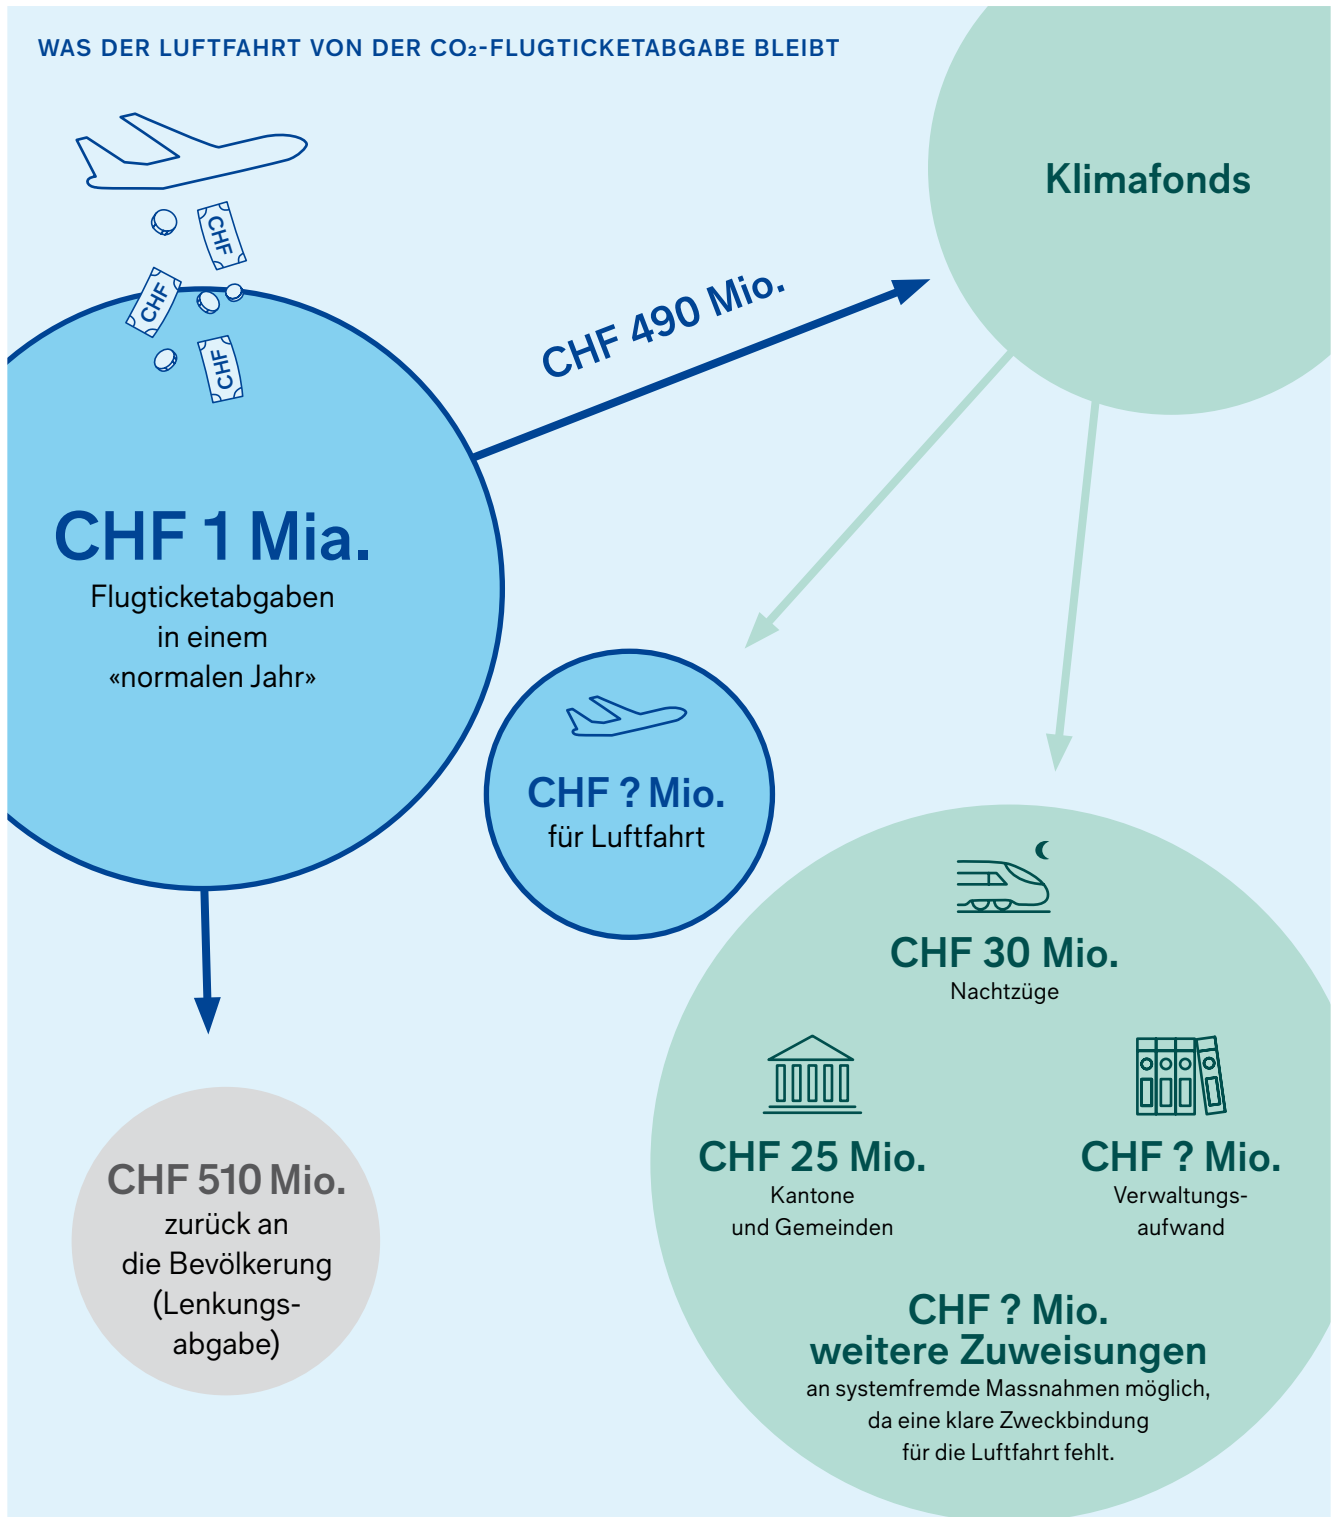 WAS DER LUFTFAHRT VON DER CO₂-FLUGTICKETABGABE BLEIBT
Klimafonds
CHF
CHF
CHF
CHF 490 Mio.
CHF 1 Mia.
Flugticketabgaben
in einem
«normalen Jahr»
CHF ? Mio.
für Luftfahrt
CHF 30 Mio.
Nachtzüge
CHF 25 Mio.
Kantone
und Gemeinden
CHF ? Mio.
Verwaltungs-
aufwand
CHF 510 Mio.
zurück an
die Bevölkerung
(Lenkungs-
abgabe)
CHF ? Mio.
weitere Zuweisungen
an systemfremde Massnahmen möglich,
da eine klare Zweckbindung
für die Luftfahrt fehlt.